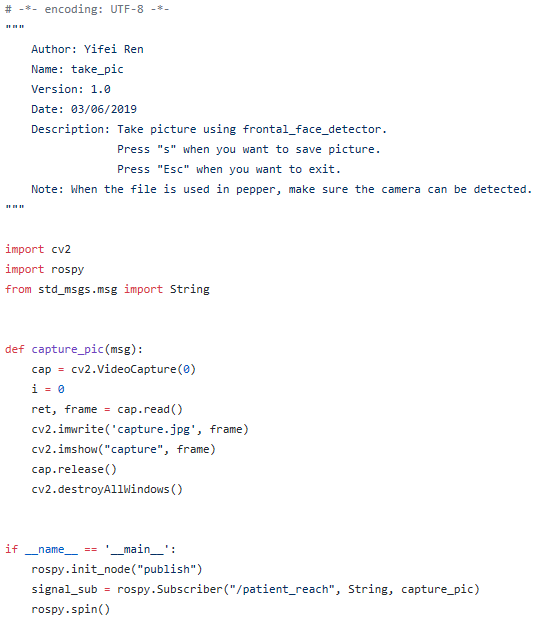 # -*- encoding: UTF-8 -*-
"""
    Author: Yifei Ren
    Name: take_pic
    Version: 1.0
    Date: 03/06/2019
    Description: Take picture using frontal_face_detector.
                 Press "s" when you want to save picture.
                 Press "Esc" when you want to exit.
    Note: When the file is used in pepper, make sure the camera can be detected.
"""

import cv2
import rospy
from std_msgs.msg import String


def capture_pic(msg):
    cap = cv2.VideoCapture(0)
    i = 0
    ret, frame = cap.read()
    cv2.imwrite('capture.jpg', frame)
    cv2.imshow("capture", frame)
    cap.release()
    cv2.destroyAllWindows()


if __name__ == '__main__':
    rospy.init_node("publish")
    signal_sub = rospy.Subscriber("/patient_reach", String, capture_pic)
    rospy.spin()